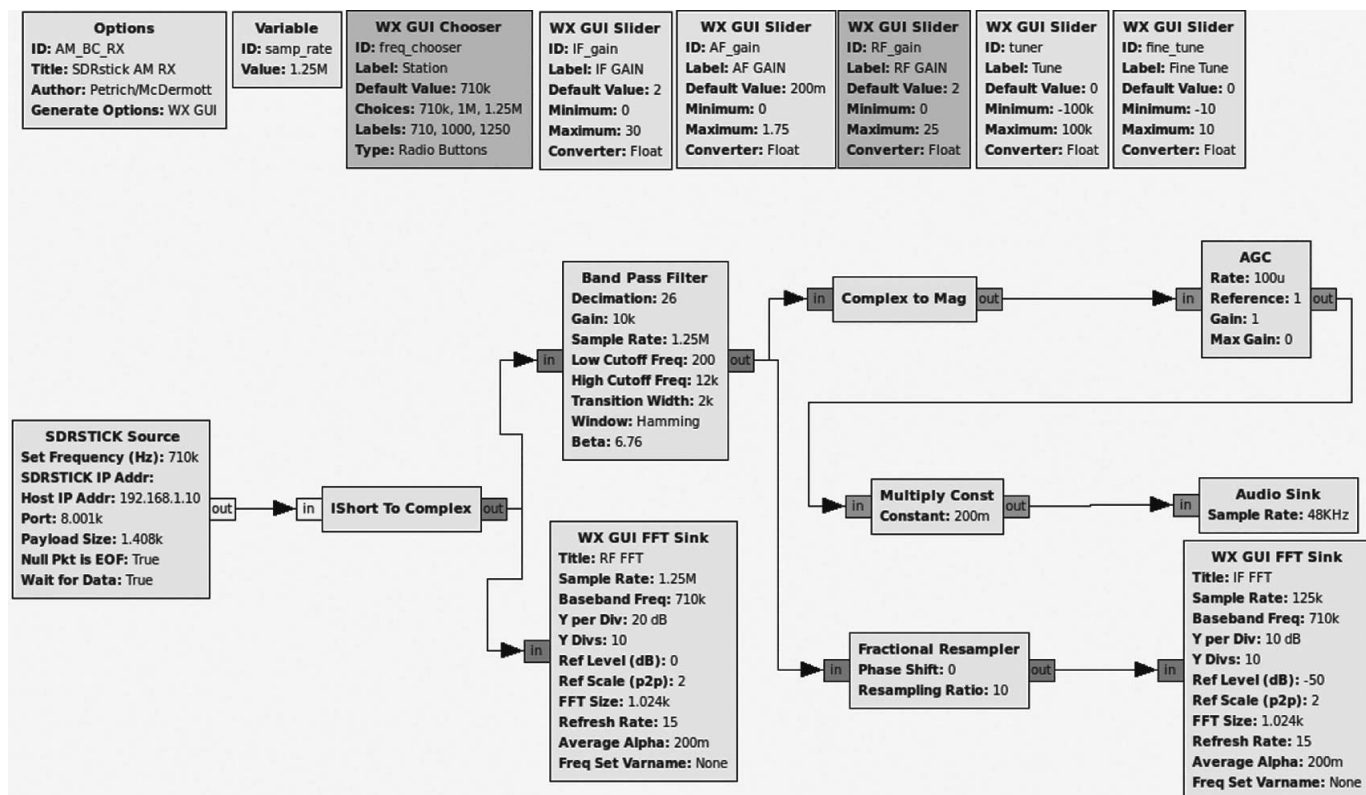 Options
ID: AM_BC_RX
Title: SDRstick AM RX
Author: Petrich/McDermott
Generate Options: WX GUI
Variable
ID: samp_rate
Value: 1.25M
WX GUI Chooser
ID: freq_chooser
Label: Station
Default Value: 710k
Choices: 710k, 1M, 1.25M
Labels: 710, 1000, 1250
Type: Radio Buttons
WX GUI Slider
ID: IF_gain
Label: IF GAIN
Default Value: 2
Minimum: 0
Maximum: 30
Converter: Float
WX GUI Slider
ID: AF_gain
Label: AF GAIN
Default Value: 200m
Minimum: 0
Maximum: 1.75
Converter: Float
WX GUI Slider
ID: RF_gain
Label: RF GAIN
Default Value: 2
Minimum: 0
Maximum: 25
Converter: Float
WX GUI Slider
ID: tuner
Label: Tune
Default Value: 0
Minimum: -100k
Maximum: 100k
Converter: Float
WX GUI Slider
ID: fine_tune
Label: Fine Tune
Default Value: 0
Minimum: -10
Maximum: 10
Converter: Float
SDRSTICK Source
Set Frequency (Hz): 710k
SDRSTICK IP Addr:
Host IP Addr: 192.168.1.10
Port: 8.001k
Payload Size: 1.408k
Null Pkt is EOF: True
Wait for Data: True
out
in
IShort To Complex
out
in
Band Pass Filter
Decimation: 26
Gain: 10k
Sample Rate: 1.25M
Low Cutoff Freq: 200
High Cutoff Freq: 12k
Transition Width: 2k
Window: Hamming
Beta: 6.76
out
in
WX GUI FFT Sink
Title: RF FFT
Sample Rate: 1.25M
Baseband Freq: 710k
Y per Div: 20 dB
Y Divs: 10
Ref Level (dB): 0
Ref Scale (p2p): 2
FFT Size: 1.024k
Refresh Rate: 15
Average Alpha: 200m
Freq Set Varname: None
in
Complex to Mag
out
in
AGC
Rate: 100u
Reference: 1
Gain: 1
Max Gain: 0
out
in
Multiply Const
Constant: 200m
out
in
Audio Sink
Sample Rate: 48KHz
in
Fractional Resampler
Phase Shift: 0
Resampling Ratio: 10
out
in
WX GUI FFT Sink
Title: IF FFT
Sample Rate: 125k
Baseband Freq: 710k
Y per Div: 10 dB
Y Divs: 10
Ref Level (dB): -50
Ref Scale (p2p): 2
FFT Size: 1.024k
Refresh Rate: 15
Average Alpha: 200m
Freq Set Varname: None